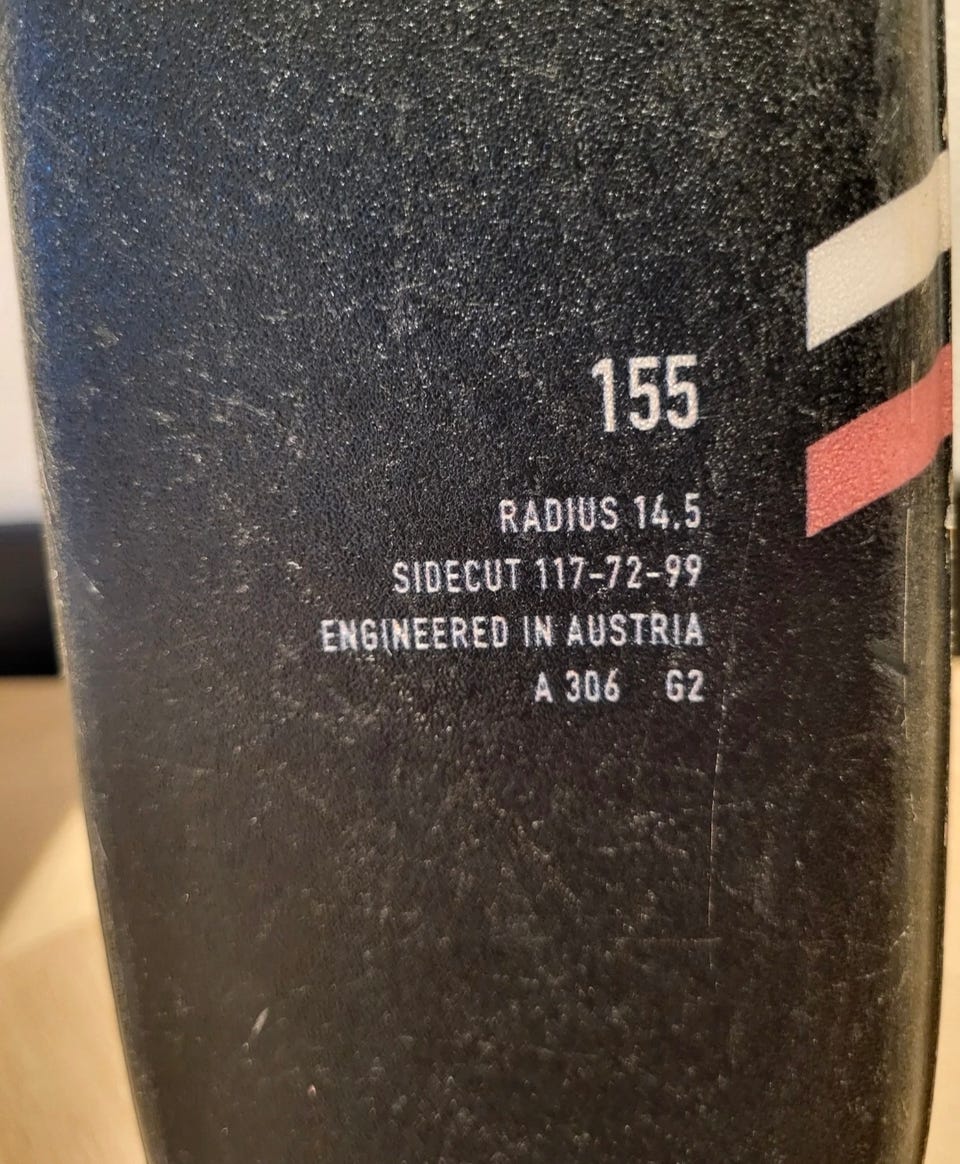 155
RADIUS 14.5
SIDECUT 117-72-99
ENGINEERED IN AUSTRIA
A 306 G2